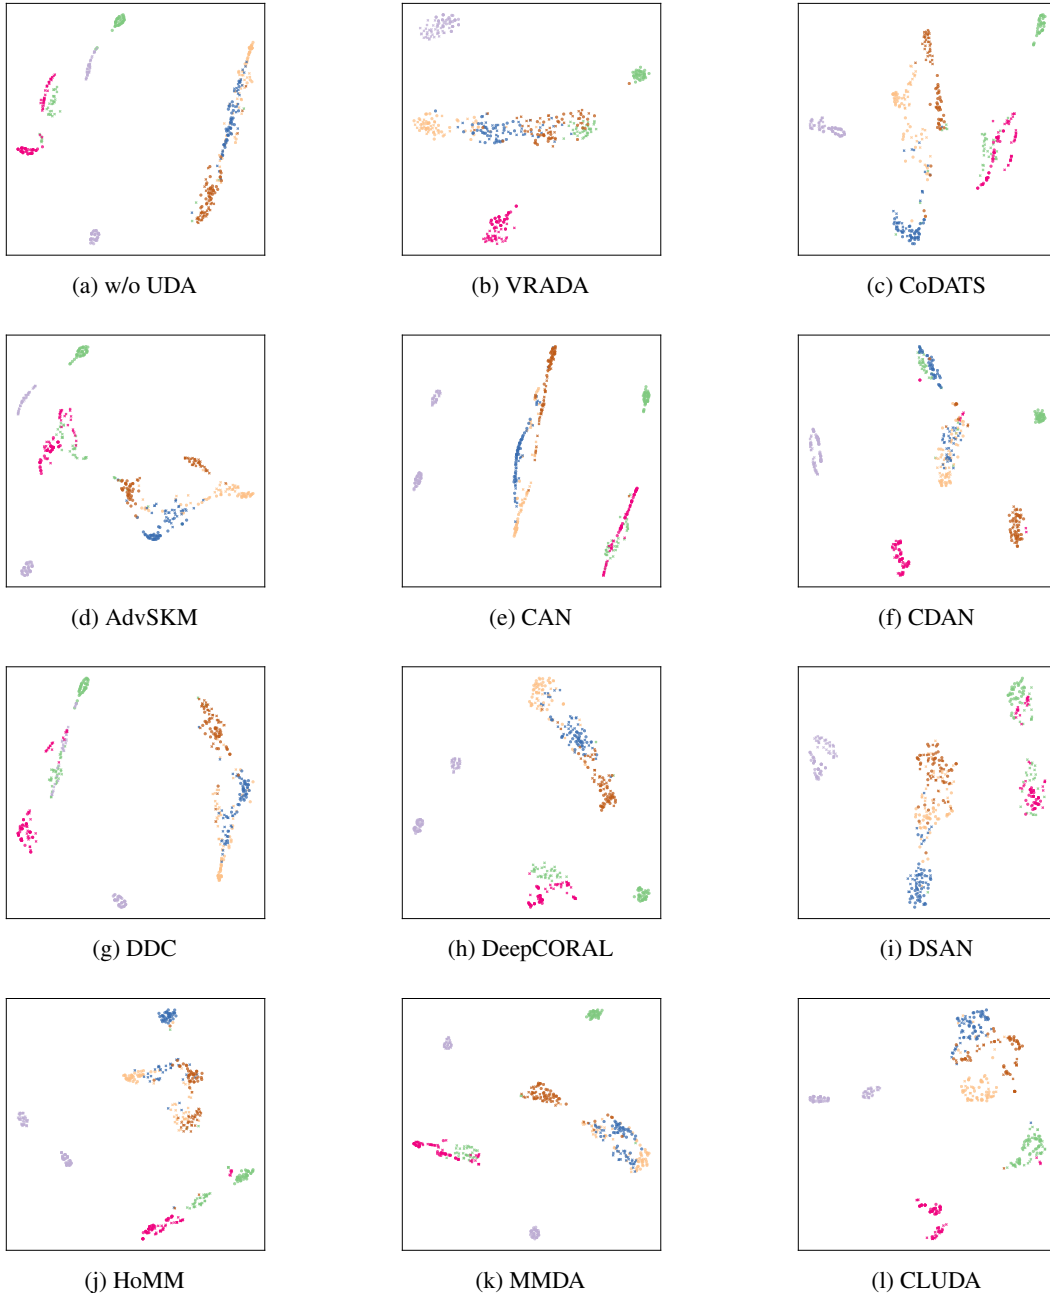 (a) w/o UDA
(b) VRADA
(c) CoDATS
(d) AdvSKM
(e) CAN
(f) CDAN
(g) DDC
(h) DeepCORAL
(i) DSAN
(j) HoMM
(k) MMDA
(l) CLUDA